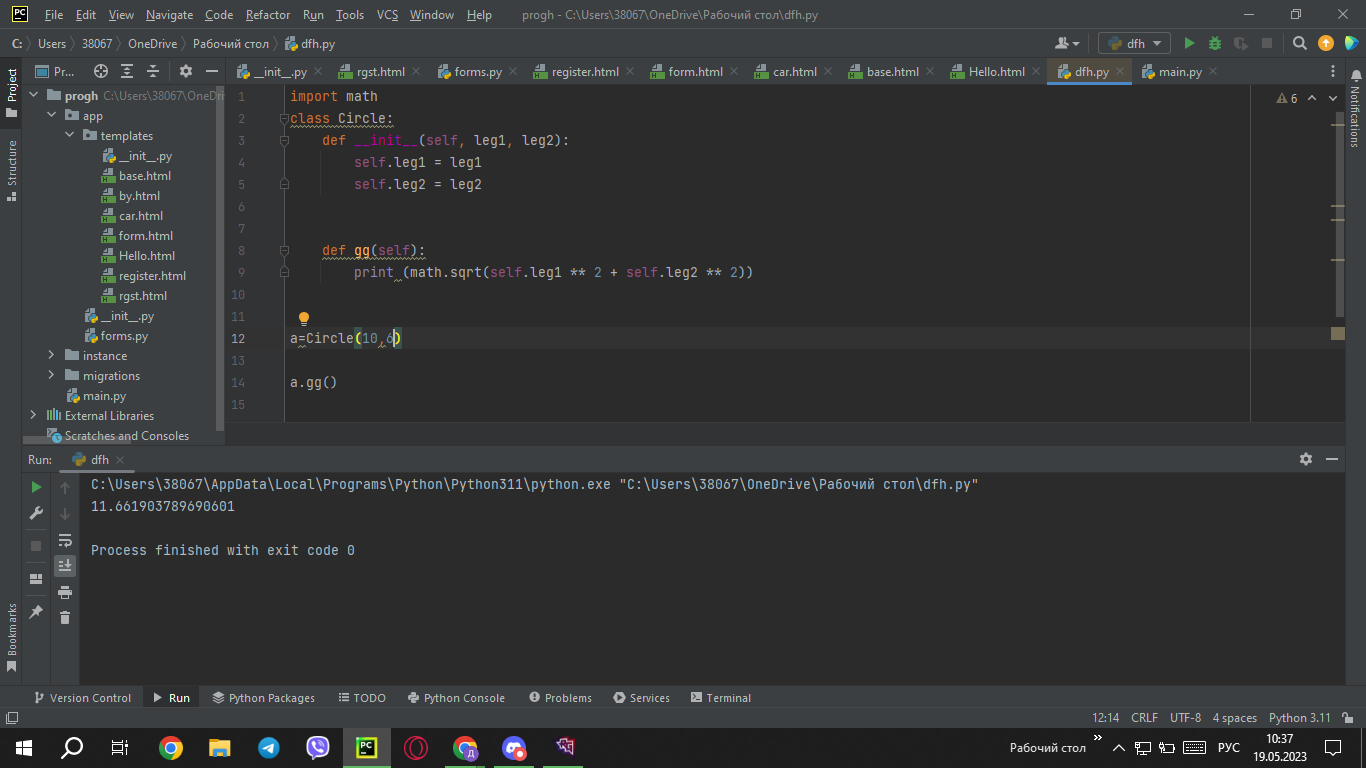 File Edit View Navigate Code Refactor Run Tools VCS Window Help progh - C:\Users\38067\OneDrive\Рабочий стол\dfh.py
C: Users 38067 OneDrive Рабочий стол dfh.py dfh
Pr... __init__.py rgst.html forms.py register.html form.html car.html base.html Hello.html dfh.py main.py
Project
Structure
Bookmarks
Notifications
progh C:\Users\38067\OneDri
app
templates
__init__.py
base.html
by.html
car.html
form.html
Hello.html
register.html
rgst.html
__init__.py
forms.py
instance
migrations
main.py
External Libraries
Scratches and Consoles
6
1 import math
2 class Circle:
3 def __init__(self, leg1, leg2):
4 self.leg1 = leg1
5 self.leg2 = leg2
6
7
8 def gg(self):
9 print (math.sqrt(self.leg1 ** 2 + self.leg2 ** 2))
10
11
12 a=Circle(10,6)
13
14 a.gg()
15
Run: dfh
C:\Users\38067\AppData\Local\Programs\Python\Python311\python.exe "C:\Users\38067\OneDrive\Рабочий стол\dfh.py"
11.661903789690601
Process finished with exit code 0
Version Control Run Python Packages TODO Python Console Problems Services Terminal
12:14 CRLF UTF-8 4 spaces Python 3.11
Рабочий стол РУС 10:37
19.05.2023